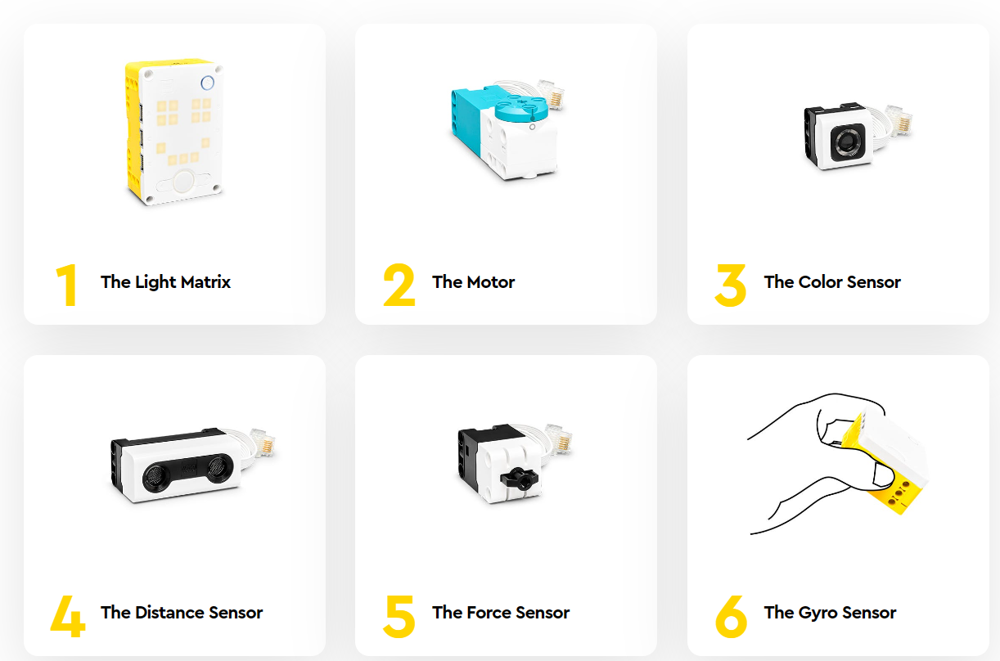 1 The Light Matrix
2 The Motor
3 The Color Sensor
4 The Distance Sensor
5 The Force Sensor
6 The Gyro Sensor